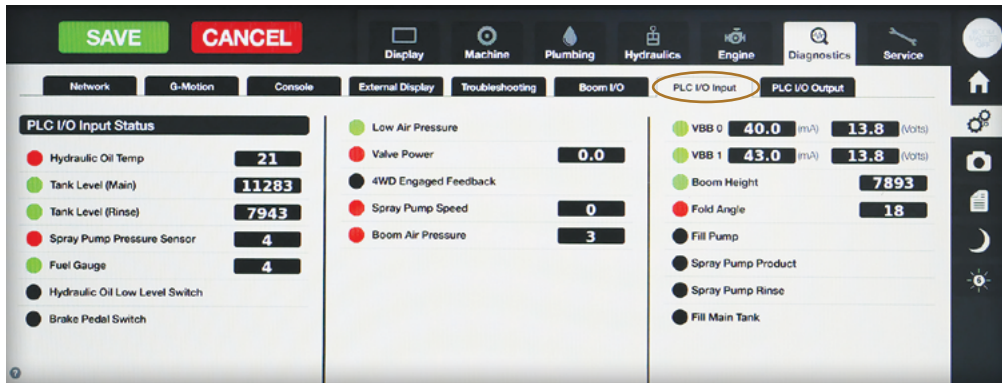 SAVE
CANCEL
Display
Machine
Plumbing
Hydraulics
Engine
Diagnostics
Service
Network
G-Motion
Console
External Display
Troubleshooting
Boom I/O
PLC I/O Input
PLC I/O Output
PLC I/O Input Status
Hydraulic Oil Temp 21
Tank Level (Main) 11283
Tank Level (Rinse) 7943
Spray Pump Pressure Sensor 4
Fuel Gauge 4
Hydraulic Oil Low Level Switch
Brake Pedal Switch
Low Air Pressure
Valve Power 0.0
4WD Engaged Feedback
Spray Pump Speed 0
Boom Air Pressure 3
VBB 0 40.0 (mA) 13.8 (Volts)
VBB 1 43.0 (mA) 13.8 (Volts)
Boom Height 7893
Fold Angle 18
Fill Pump
Spray Pump Product
Spray Pump Rinse
Fill Main Tank
?